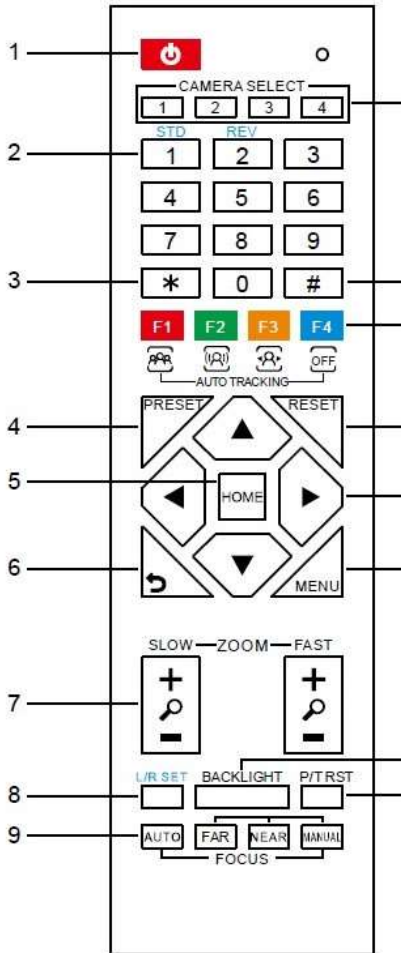 1
CAMERA SELECT
1 2 3 4
STD REV
2 1 2 3
4 5 6
7 8 9
3 * 0 #
F1 F2 F3 F4
OFF
AUTO TRACKING
4 PRESET RESET
5 HOME
6 MENU
SLOW ZOOM FAST
+ +
7
- -
L/R SET BACKLIGHT P/T RST
8
9 AUTO FAR NEAR MANUAL
FOCUS